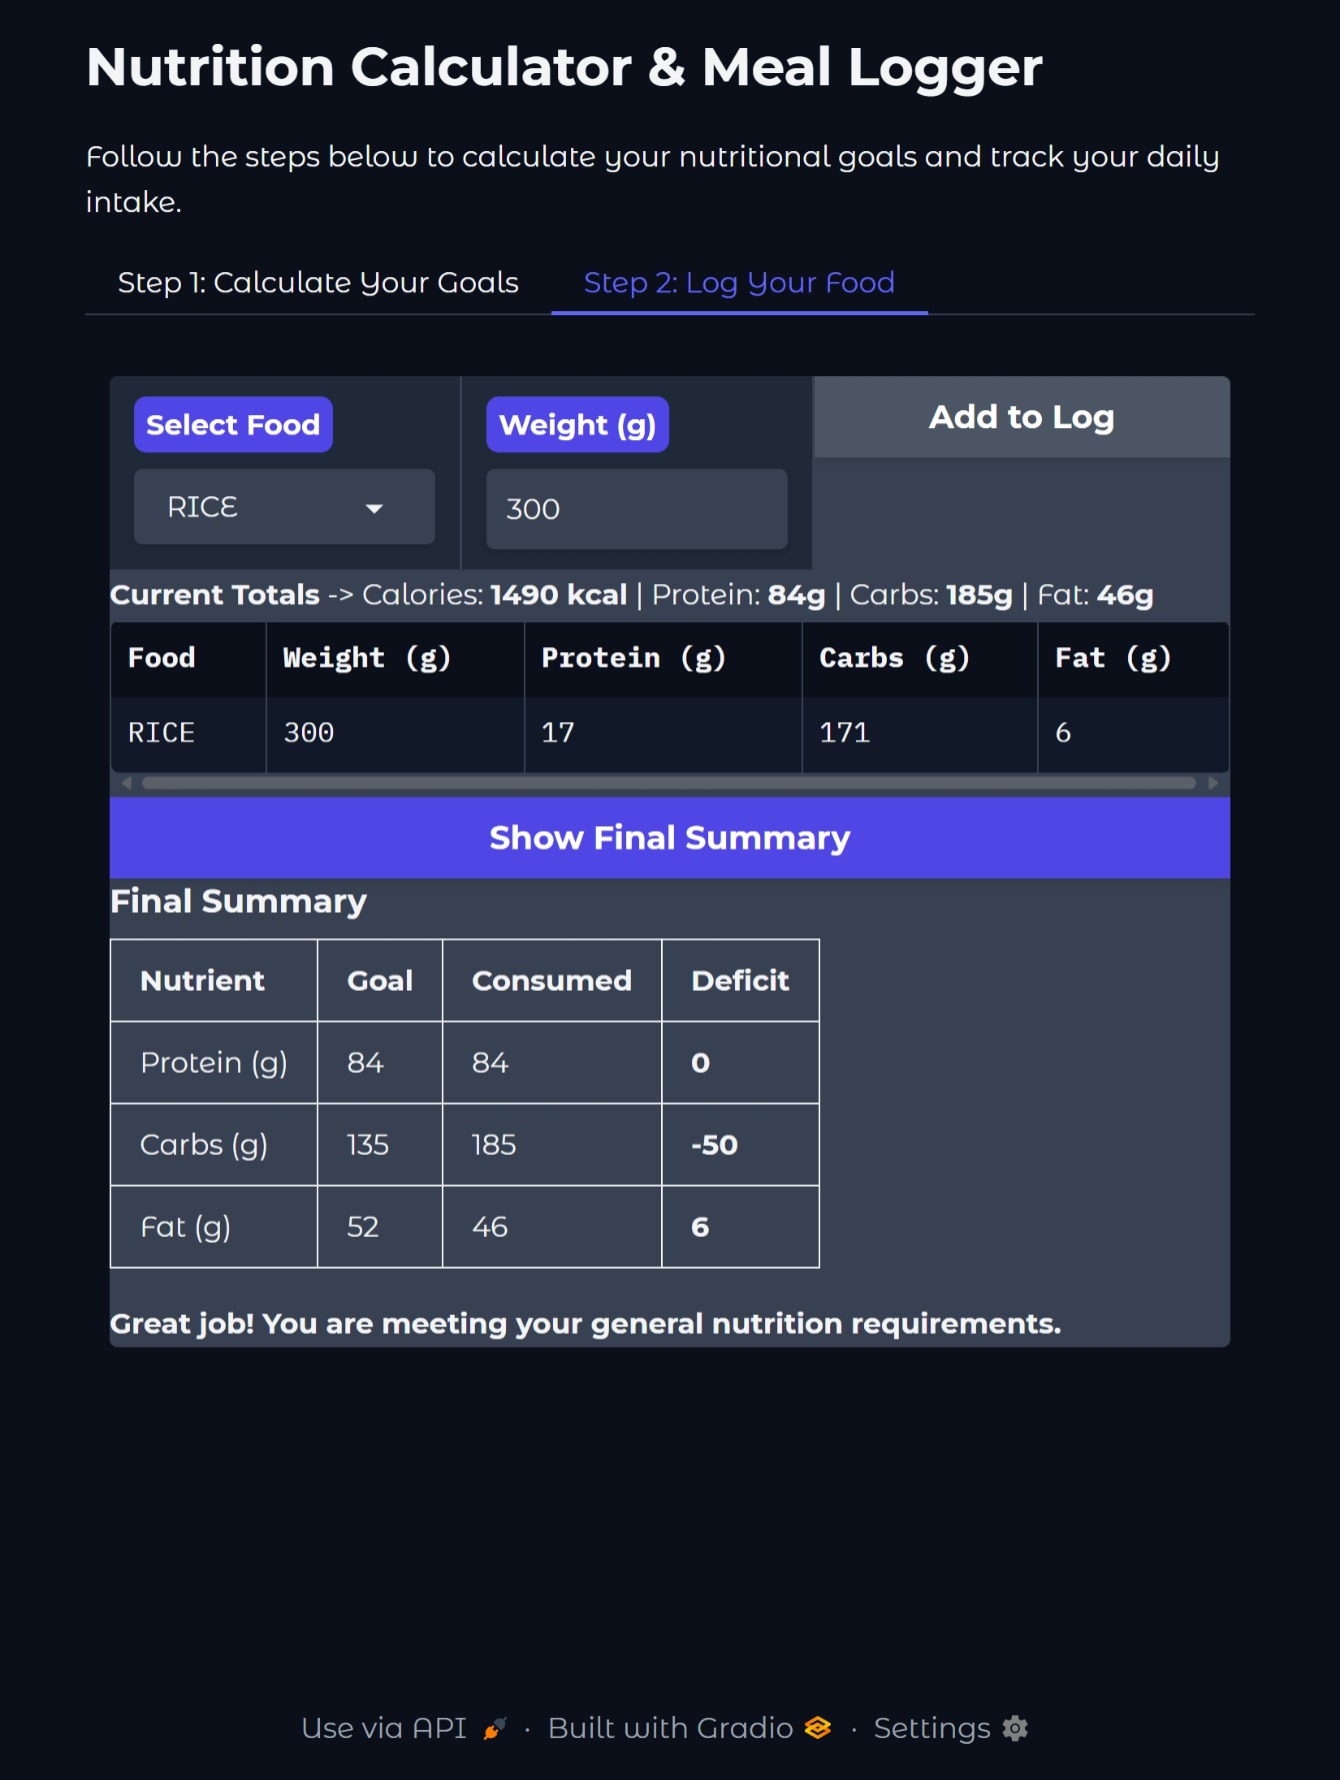 Nutrition Calculator & Meal Logger
Follow the steps below to calculate your nutritional goals and track your daily
intake.
Step 1: Calculate Your Goals Step 2: Log Your Food
Select Food Weight (g) Add to Log
RICE 300
Current Totals -> Calories: 1490 kcal | Protein: 84g | Carbs: 185g | Fat: 46g
Food Weight (g) Protein (g) Carbs (g) Fat (g)
RICE 300 17 171 6
Show Final Summary
Final Summary
Nutrient Goal Consumed Deficit
Protein (g) 84 84 0
Carbs (g) 135 185 -50
Fat (g) 52 46 6
Great job! You are meeting your general nutrition requirements.
Use via API · Built with Gradio · Settings